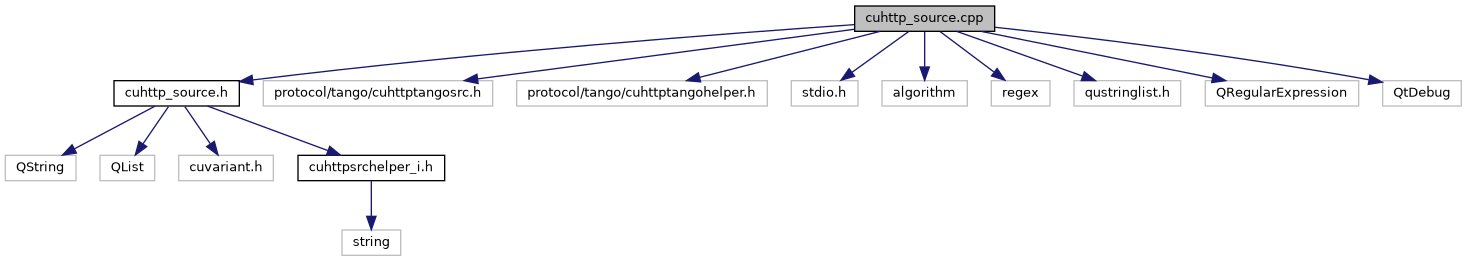 cuhttp_source.cpp
cuhttp_source.h
protocol/tango/cuhttptangosrc.h
protocol/tango/cuhttptangohelper.h
stdio.h
algorithm
regex
qustringlist.h
QRegularExpression
QtDebug
QString
QList
cuvariant.h
cuhttpsrchelper_i.h
string